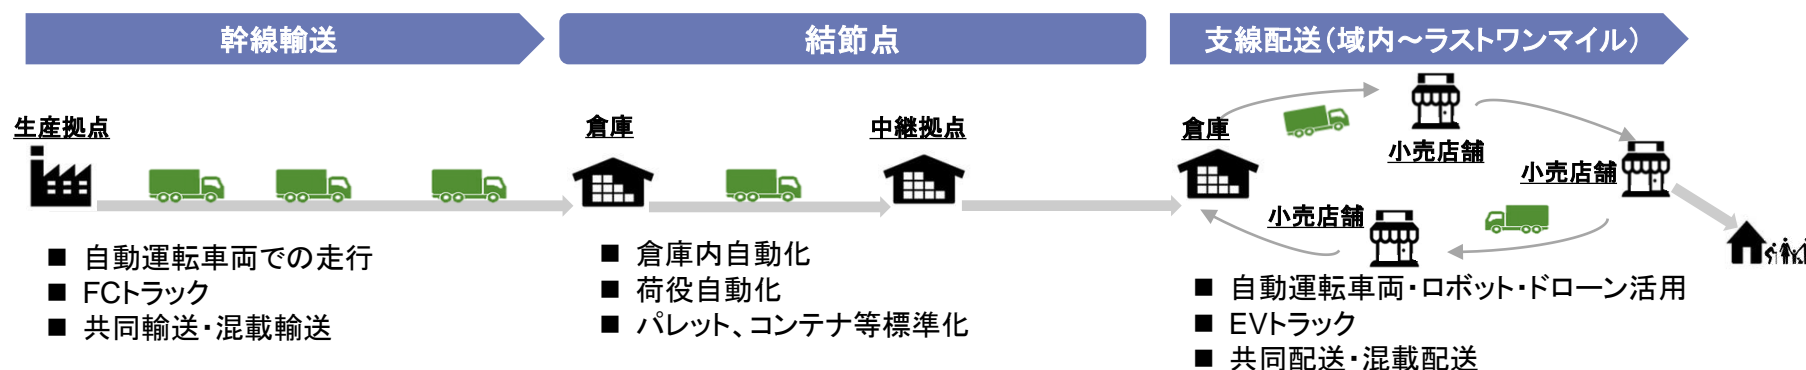 幹線輸送
結節点
支線配送(域内～ラストワンマイル)
生産拠点
倉庫
中継拠点
倉庫
小売店舗
小売店舗
小売店舗
■ 自動運転車両での走行
■ FCトラック
■ 共同輸送・混載輸送
■ 倉庫内自動化
■ 荷役自動化
■ パレット、コンテナ等標準化
■ 自動運転車両・ロボット・ドローン活用
■ EVトラック
■ 共同配送・混載配送